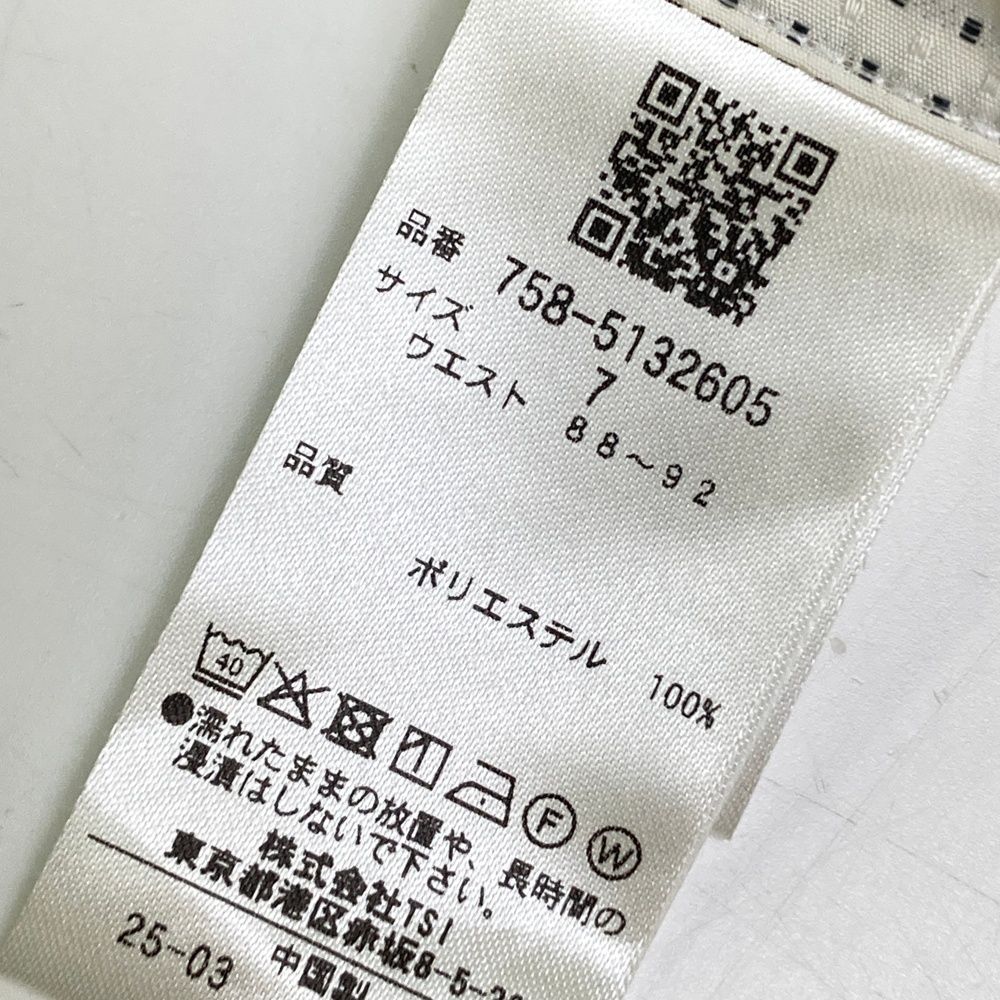 品番 758-5132605
サイズ 7
ウエスト 88～92
品質
ポリエステル 100%
40
F W
●濡れたままの放置や、長時間の
浸漬はしないで下さい。
株式会社TSI
東京都港区赤坂8-5-
25-03 中国製